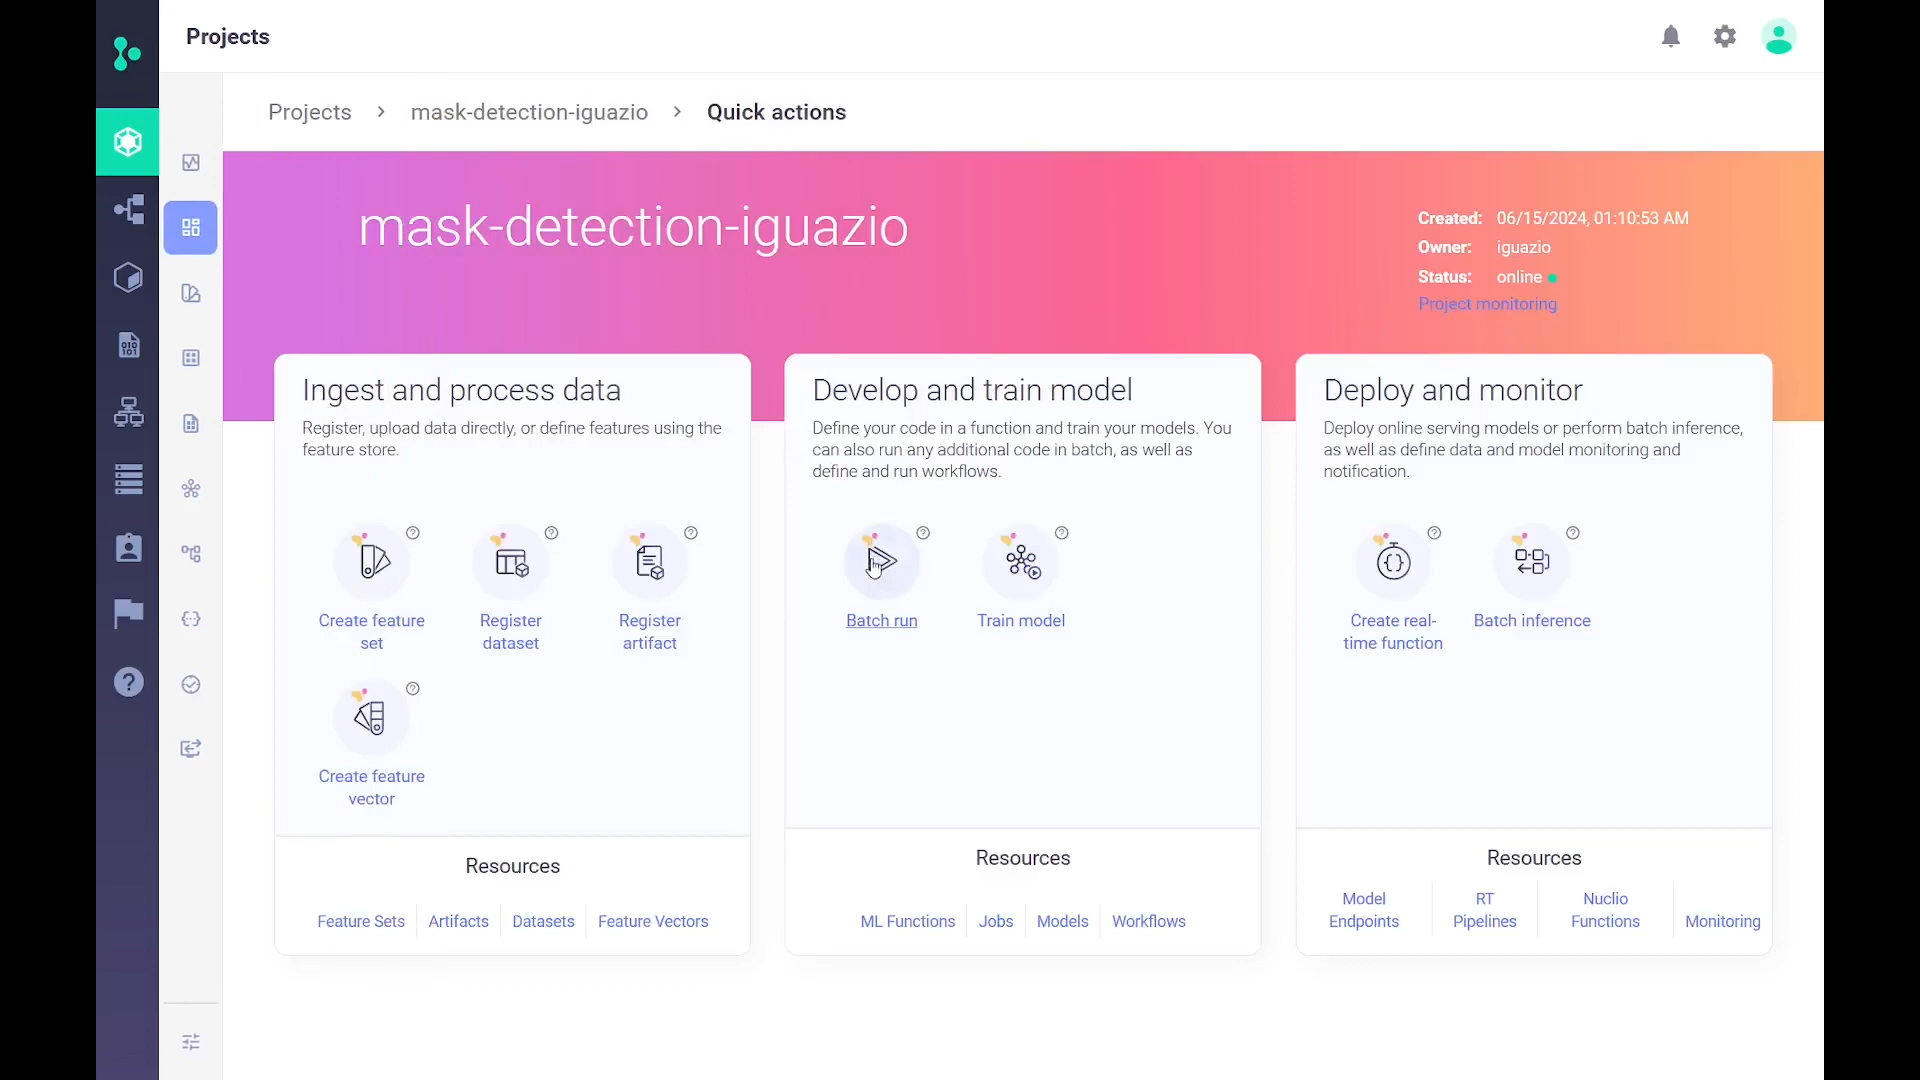 Projects
Projects > mask-detection-iguazio > Quick actions
mask-detection-iguazio
Created: 06/15/2024, 01:10:53 AM
Owner: iguazio
Status: online
Project monitoring
Ingest and process data
Register, upload data directly, or define features using the
feature store.
Create feature
set
Register
dataset
Register
artifact
Create feature
vector
Resources
Feature Sets
Artifacts
Datasets
Feature Vectors
Develop and train model
Define your code in a function and train your models. You
can also run any additional code in batch, as well as
define and run workflows.
Batch run
Train model
Resources
ML Functions
Jobs
Models
Workflows
Deploy and monitor
Deploy online serving models or perform batch inference,
as well as define data and model monitoring and
notification.
Create real-
time function
Batch inference
Resources
Model
Endpoints
RT
Pipelines
Nuclio
Functions
Monitoring